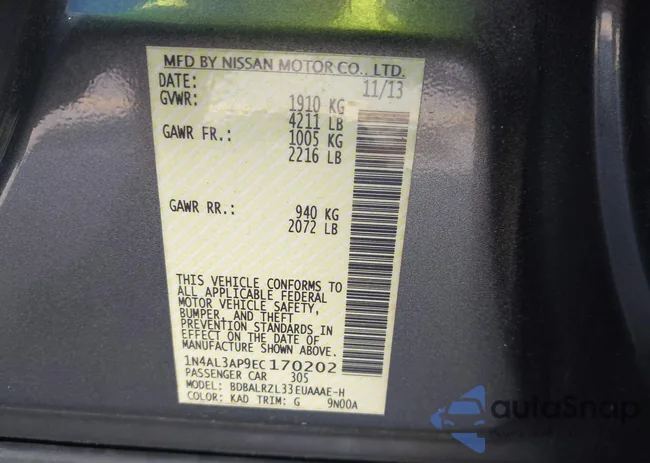 MFD BY NISSAN MOTOR CO., LTD.
DATE: 11/13
GVWR: 1910 KG
4211 LB
GAWR FR.: 1005 KG
2216 LB
GAWR RR.: 940 KG
2072 LB
THIS VEHICLE CONFORMS TO
ALL APPLICABLE FEDERAL
MOTOR VEHICLE SAFETY,
BUMPER, AND THEFT
PREVENTION STANDARDS IN
EFFECT ON THE DATE OF
MANUFACTURE SHOWN ABOVE.
1N4AL3AP9EC170202
PASSENGER CAR 305
MODEL: BDBALRZL33EUAAAE-H
COLOR: KAD TRIM: G 9N00A
autoSnap